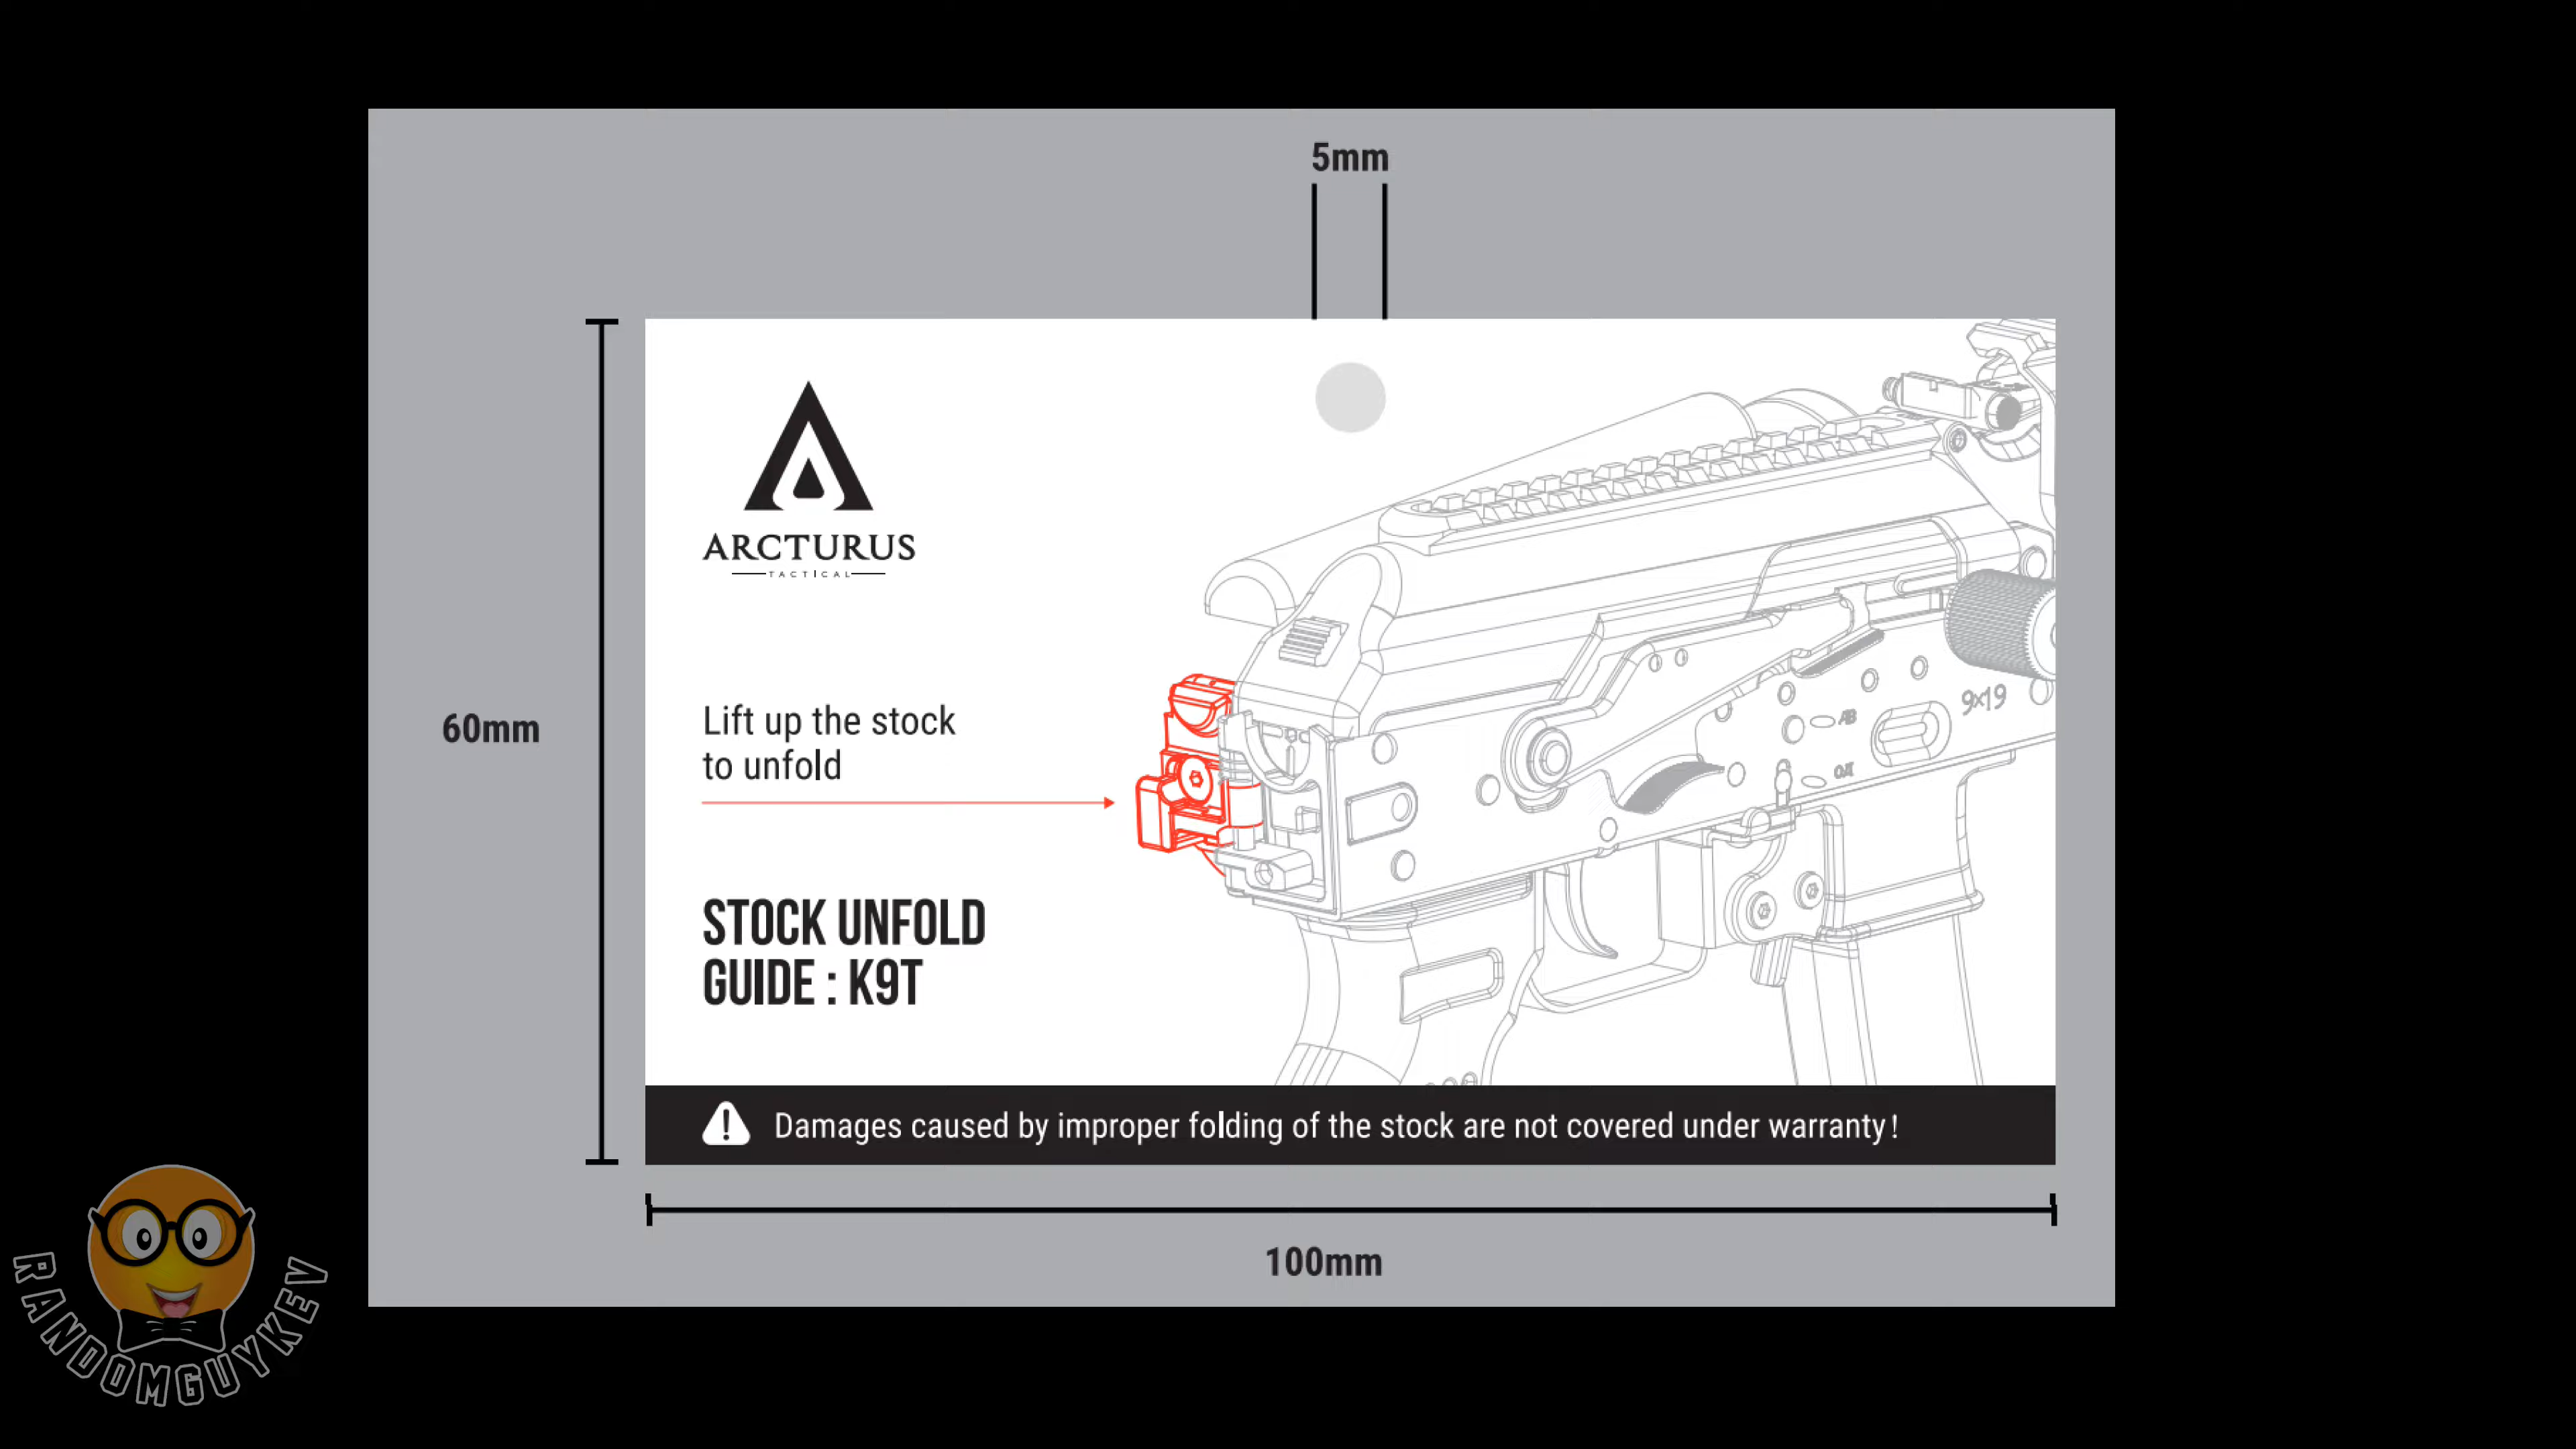 5mm
ARCTURUS
TACTICAL
Lift up the stock
to unfold
60mm
9x19
AB
STOCK UNFOLD
GUIDE : K9T
Damages caused by improper folding of the stock are not covered under warranty!
100mm
RANDOMGUYKEV